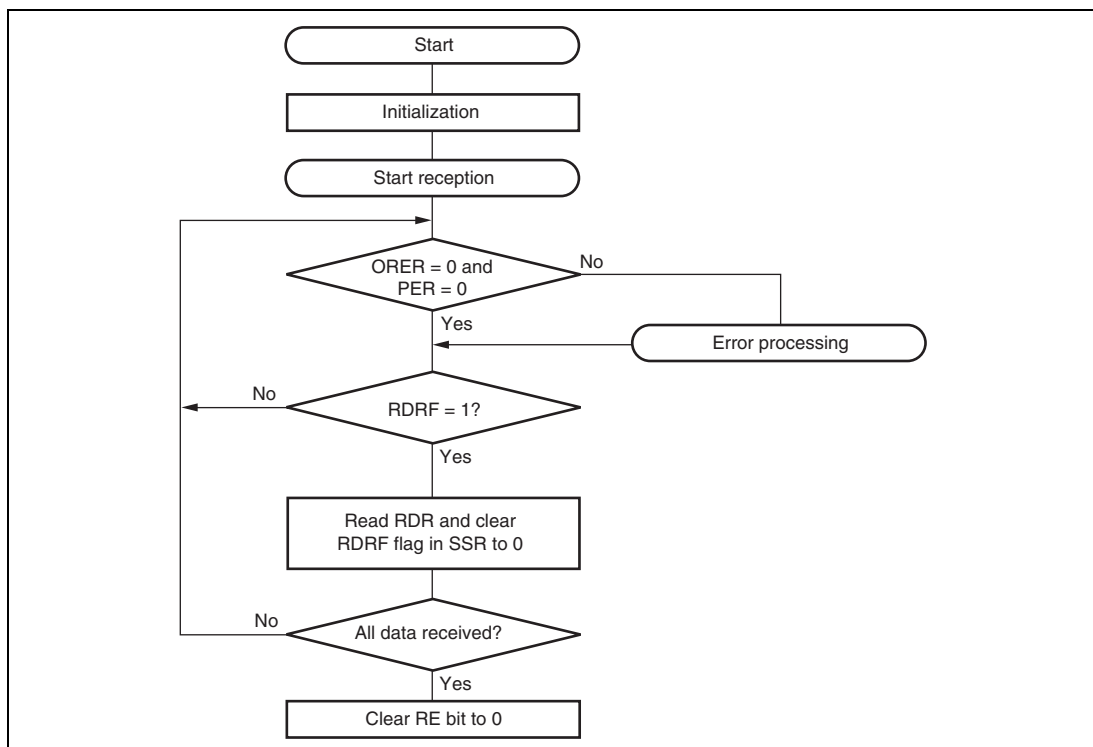 Start
Initialization
Start reception
ORER = 0 and
PER = 0
No
Yes
Error processing
No
RDRF = 1?
Yes
Read RDR and clear
RDRF flag in SSR to 0
No
All data received?
Yes
Clear RE bit to 0